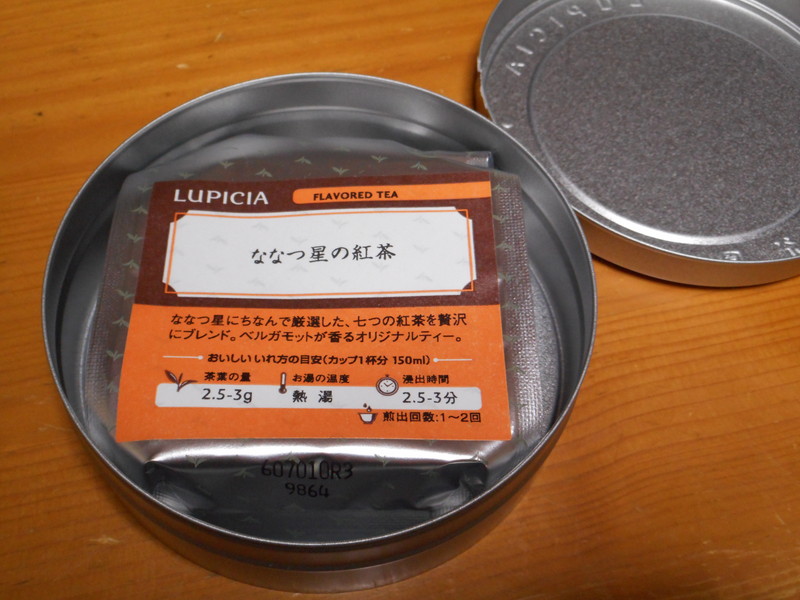 LUPICIA
LUPICIA FLAVORED TEA
ななつ星の紅茶
ななつ星にちなんで厳選した、七つの紅茶を贅沢
にブレンド。ベルガモットが香るオリジナルティー。
おいしいいれ方の目安(カップ1杯分 150ml)
茶葉の量 お湯の温度 浸出時間
2.5-3g 熱湯 2.5-3分
煎出回数:1〜2回
607010R3
9864